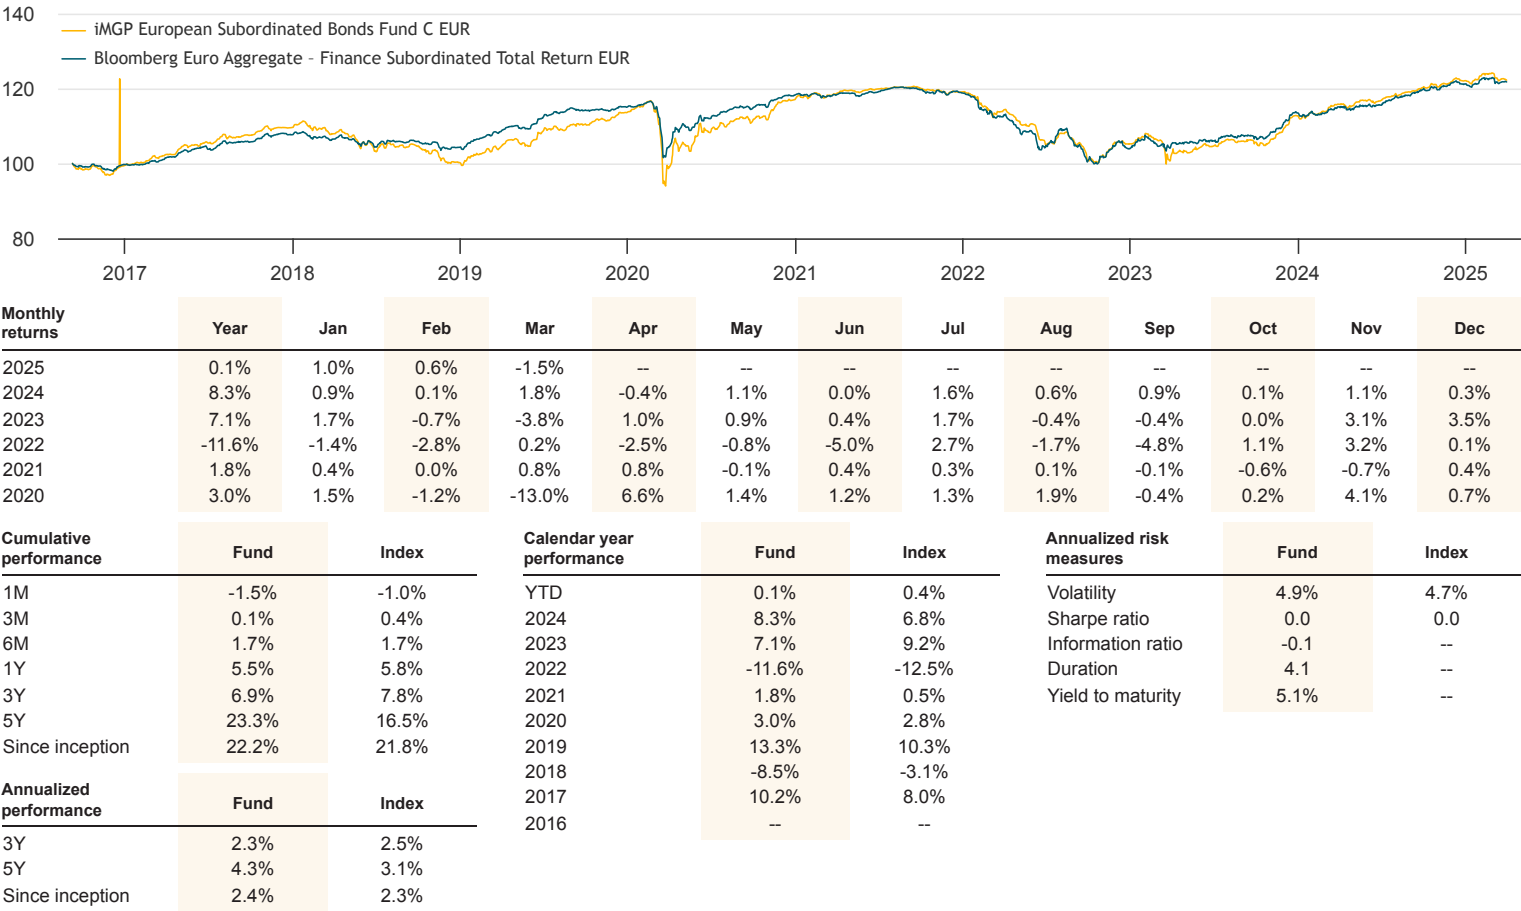 140
iMGP European Subordinated Bonds Fund C EUR
Bloomberg Euro Aggregate - Finance Subordinated Total Return EUR
120
100
80
2017 2018 2019 2020 2021 2022 2023 2024 2025
Monthly
returns Year Jan Feb Mar Apr May Jun Jul Aug Sep Oct Nov Dec
2025 0.1% 1.0% 0.6% -1.5% -- -- -- -- -- -- -- -- --
2024 8.3% 0.9% 0.1% 1.8% -0.4% 1.1% 0.0% 1.6% 0.6% 0.9% 0.1% 1.1% 0.3%
2023 7.1% 1.7% -0.7% -3.8% 1.0% 0.9% 0.4% 1.7% -0.4% -0.4% 0.0% 3.1% 3.5%
2022 -11.6% -1.4% -2.8% 0.2% -2.5% -0.8% -5.0% 2.7% -1.7% -4.8% 1.1% 3.2% 0.1%
2021 1.8% 0.4% 0.0% 0.8% 0.8% -0.1% 0.4% 0.3% 0.1% -0.1% -0.6% -0.7% 0.4%
2020 3.0% 1.5% -1.2% -13.0% 6.6% 1.4% 1.2% 1.3% 1.9% -0.4% 0.2% 4.1% 0.7%
Cumulative
performance Fund Index
1M -1.5% -1.0%
3M 0.1% 0.4%
6M 1.7% 1.7%
1Y 5.5% 5.8%
3Y 6.9% 7.8%
5Y 23.3% 16.5%
Since inception 22.2% 21.8%
Annualized
performance Fund Index
3Y 2.3% 2.5%
5Y 4.3% 3.1%
Since inception 2.4% 2.3%
Calendar year
performance Fund Index
YTD 0.1% 0.4%
2024 8.3% 6.8%
2023 7.1% 9.2%
2022 -11.6% -12.5%
2021 1.8% 0.5%
2020 3.0% 2.8%
2019 13.3% 10.3%
2018 -8.5% -3.1%
2017 10.2% 8.0%
2016 -- --
Annualized risk
measures Fund Index
Volatility 4.9% 4.7%
Sharpe ratio 0.0 0.0
Information ratio -0.1 --
Duration 4.1 --
Yield to maturity 5.1% --